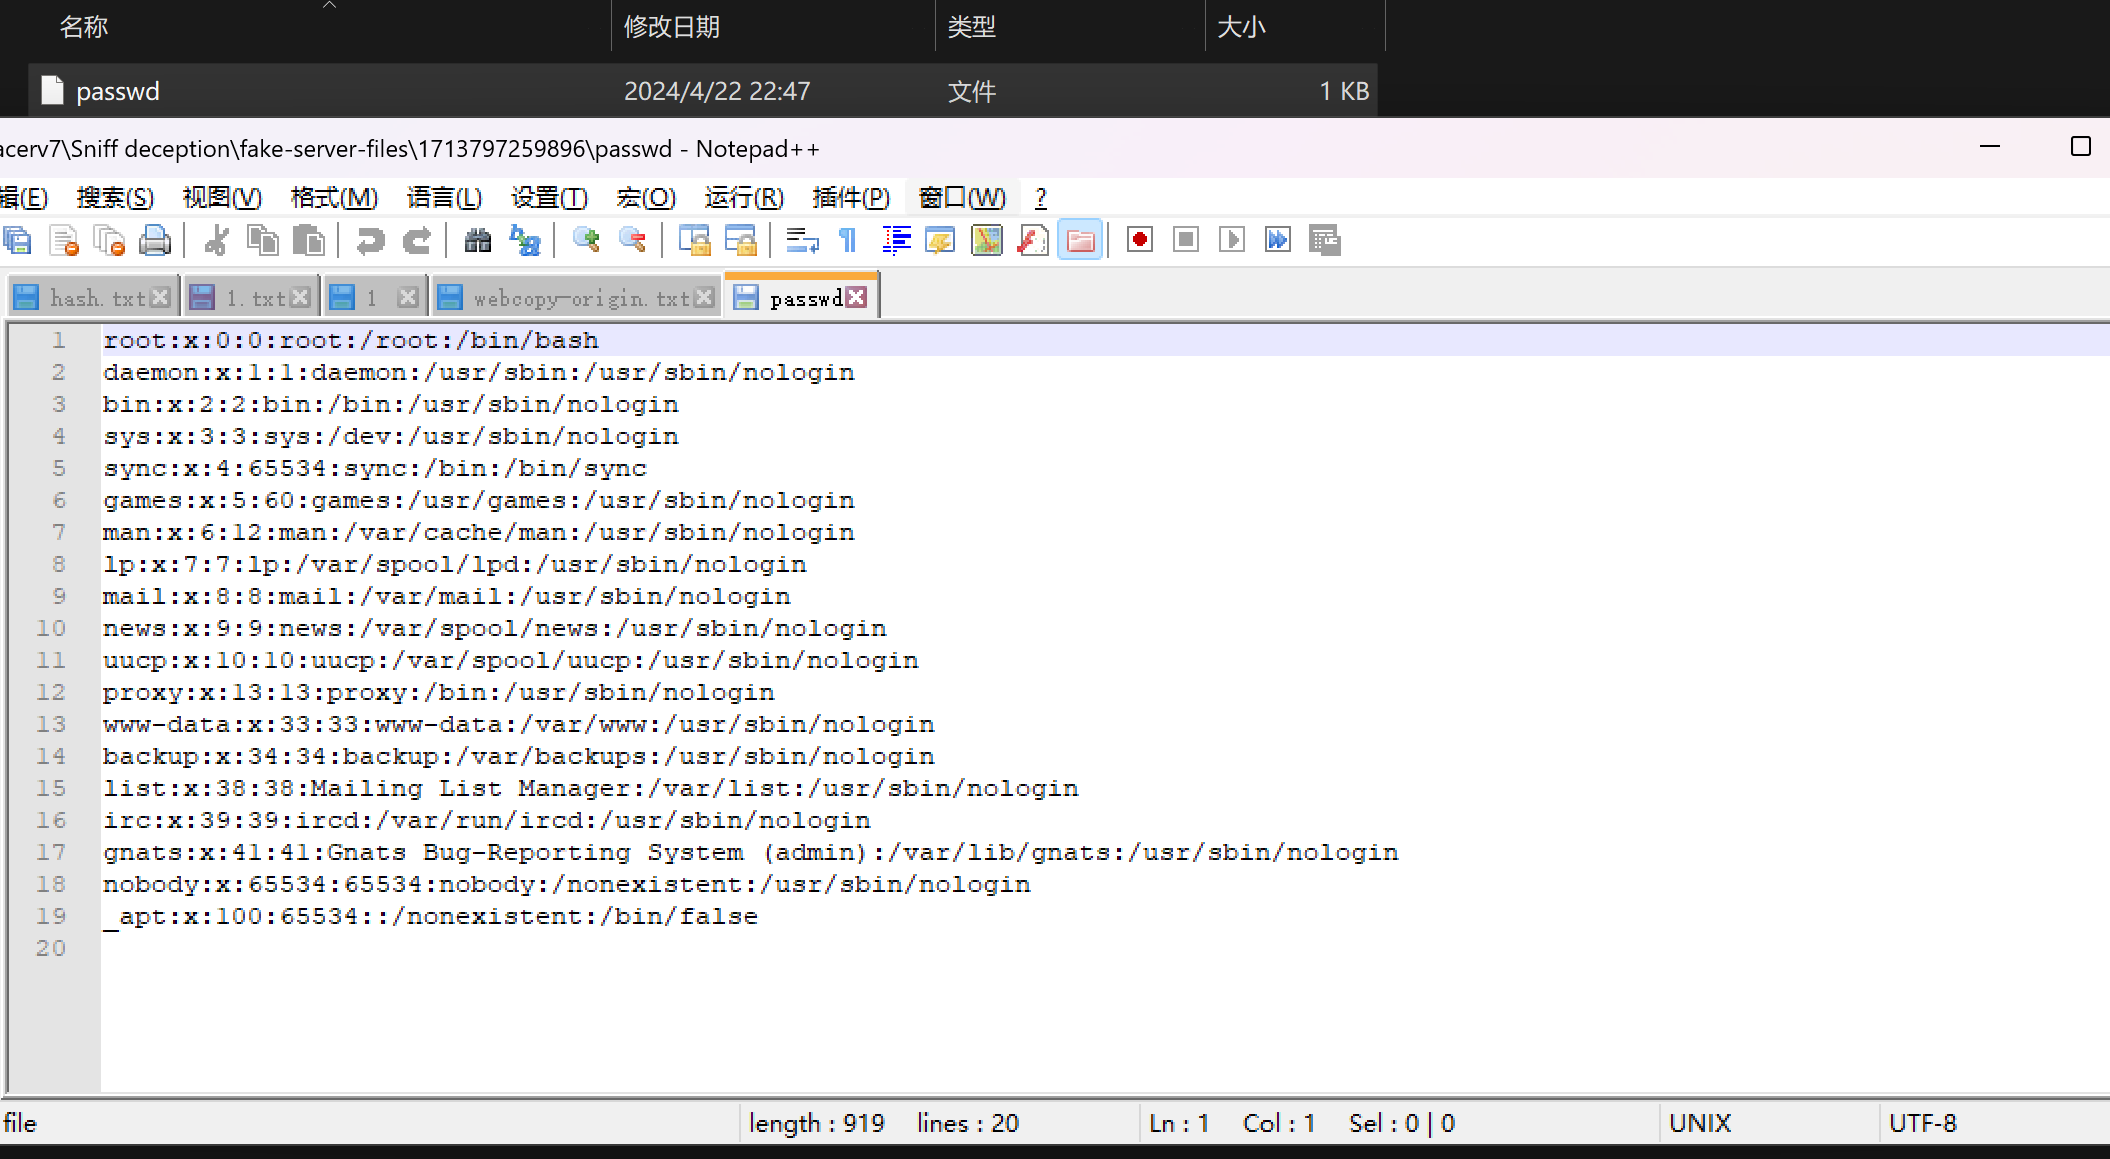 名称 修改日期 类型 大小
passwd 2024/4/22 22:47 文件 1 KB
acerv7\Sniff deception\fake-server-files\1713797259896\passwd - Notepad++
辑(E) 搜索(S) 视图(V) 格式(M) 语言(L) 设置(T) 宏(O) 运行(R) 插件(P) 窗口(W) ?
hash.txt 1.txt 1 webcopy-origin.txt passwd
1 root:x:0:0:root:/root:/bin/bash
2 daemon:x:1:1:daemon:/usr/sbin:/usr/sbin/nologin
3 bin:x:2:2:bin:/bin:/usr/sbin/nologin
4 sys:x:3:3:sys:/dev:/usr/sbin/nologin
5 sync:x:4:65534:sync:/bin:/bin/sync
6 games:x:5:60:games:/usr/games:/usr/sbin/nologin
7 man:x:6:12:man:/var/cache/man:/usr/sbin/nologin
8 lp:x:7:7:lp:/var/spool/lpd:/usr/sbin/nologin
9 mail:x:8:8:mail:/var/mail:/usr/sbin/nologin
10 news:x:9:9:news:/var/spool/news:/usr/sbin/nologin
11 uucp:x:10:10:uucp:/var/spool/uucp:/usr/sbin/nologin
12 proxy:x:13:13:proxy:/bin:/usr/sbin/nologin
13 www-data:x:33:33:www-data:/var/www:/usr/sbin/nologin
14 backup:x:34:34:backup:/var/backups:/usr/sbin/nologin
15 list:x:38:38:Mailing List Manager:/var/list:/usr/sbin/nologin
16 irc:x:39:39:ircd:/var/run/ircd:/usr/sbin/nologin
17 gnats:x:41:41:Gnats Bug-Reporting System (admin):/var/lib/gnats:/usr/sbin/nologin
18 nobody:x:65534:65534:nobody:/nonexistent:/usr/sbin/nologin
19 _apt:x:100:65534::/nonexistent:/bin/false
20
file length : 919 lines : 20 Ln : 1 Col : 1 Sel : 0 | 0 UNIX UTF-8